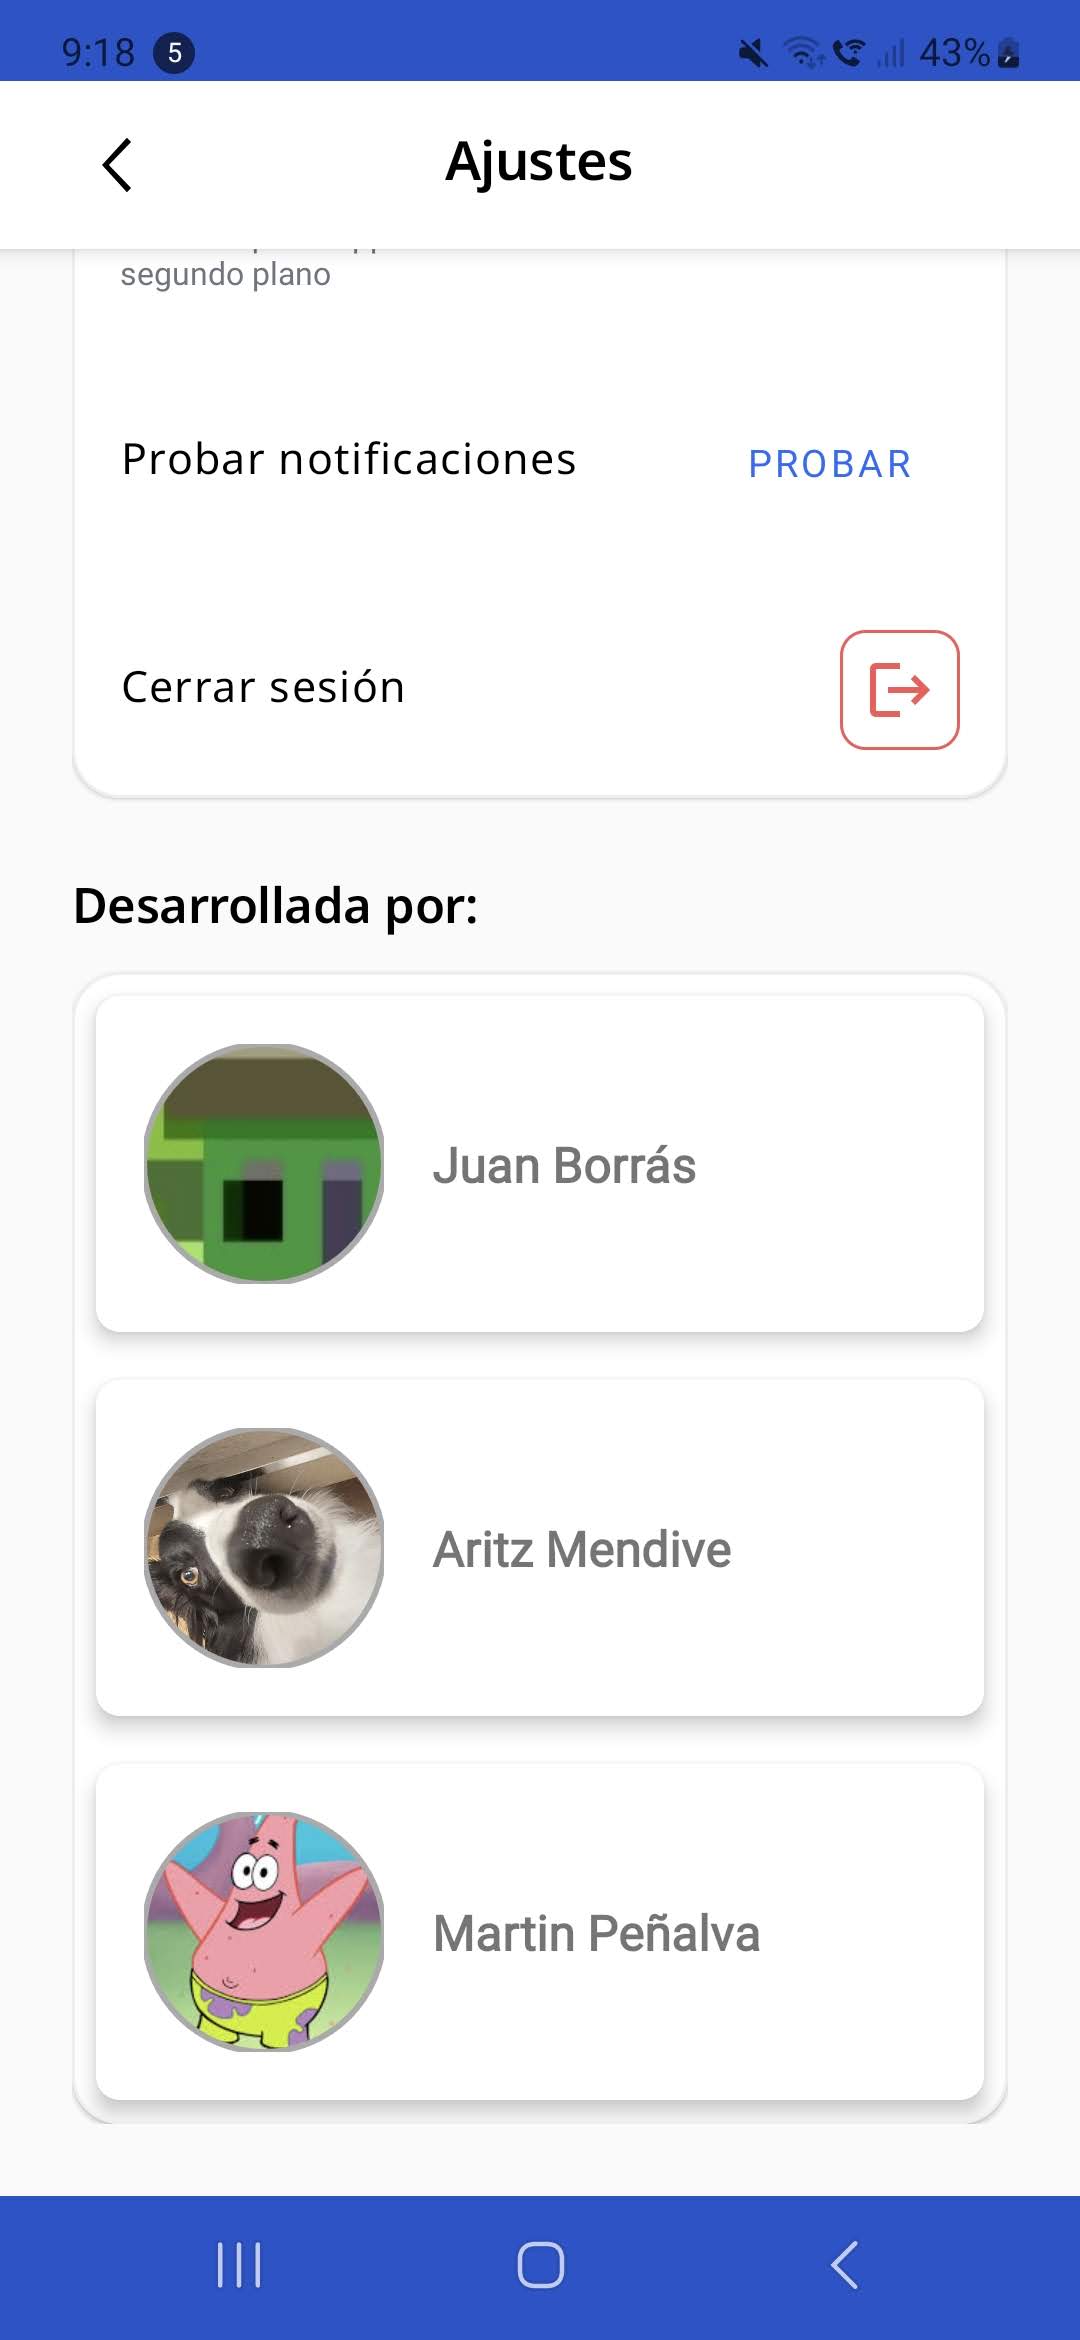 9:18 5 43%
Ajustes
segundo plano
Probar notificaciones PROBAR
Cerrar sesión
Desarrollada por:
Juan Borrás
Aritz Mendive
Martin Peñalva